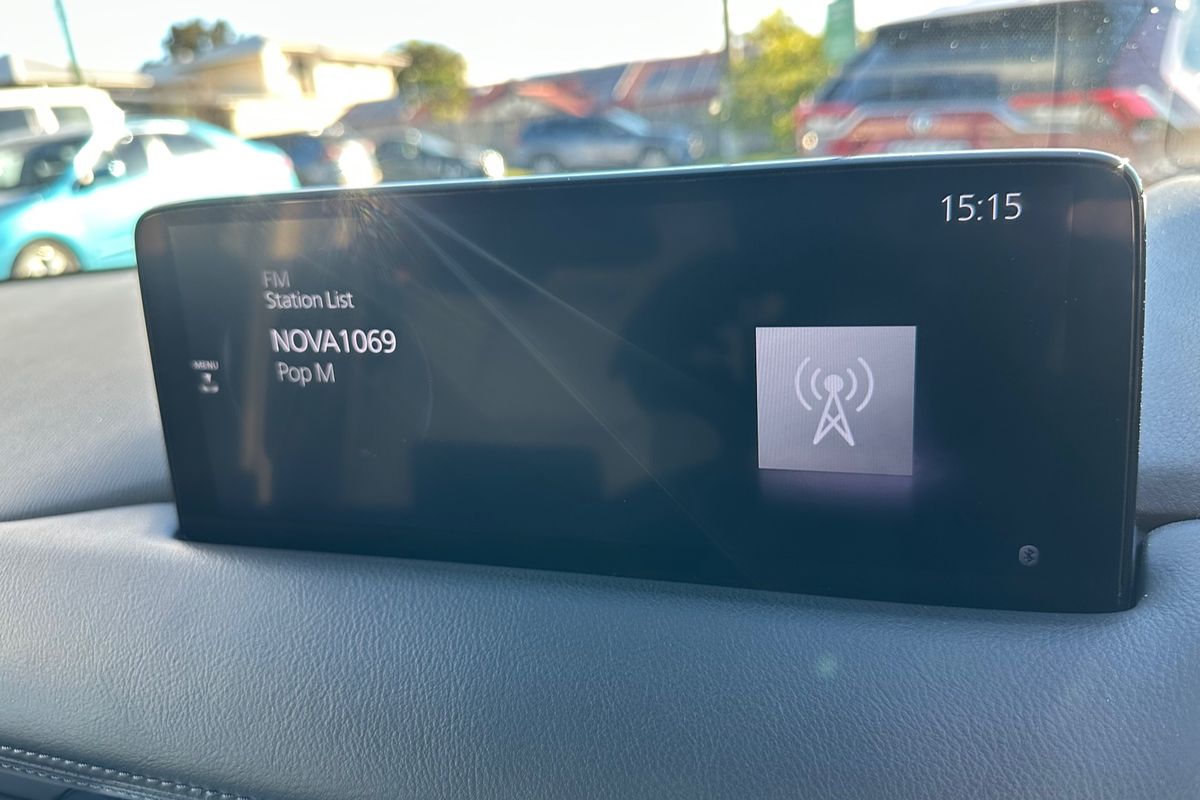 15:15
FM
Station List
NOVA1069
Pop M
MENU